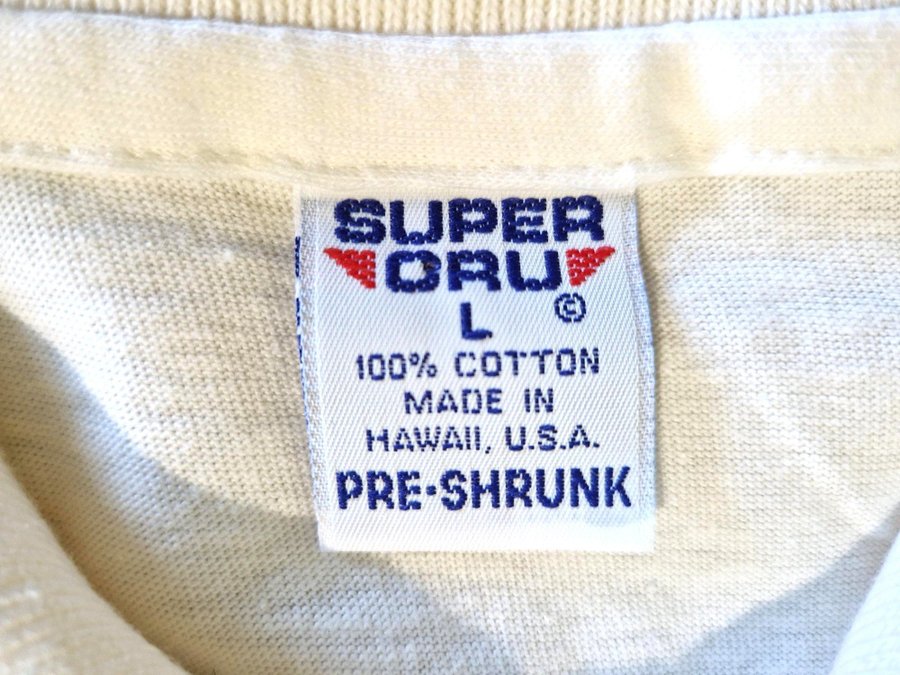 SUPER
CRU
L ©
100% COTTON
MADE IN
HAWAII, U.S.A.
PRE-SHRUNK